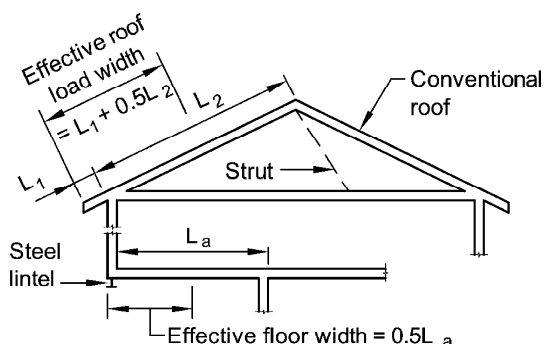 Effective roof
load width
= L₁ + 0.5L₂
L₂
L₁
Conventional
roof
Strut
Steel
lintel
Lₐ
Effective floor width = 0.5Lₐ